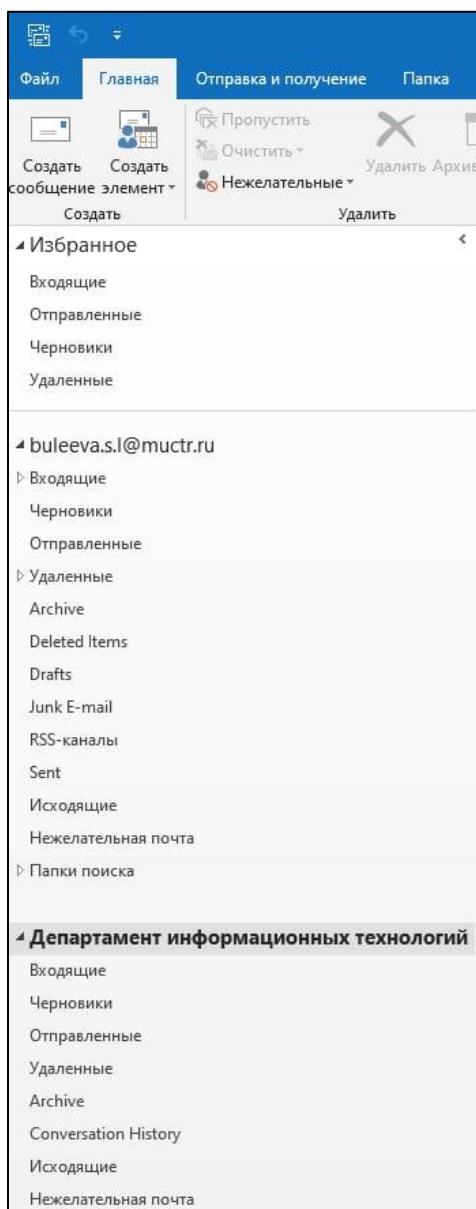 Файл Главная Отправка и получение Папка
Создать сообщение
Создать элемент
Пропустить
Очистить
Нежелательные
Удалить
Создать
Удалить
Избранное
Входящие
Отправленные
Черновики
Удаленные
buleeva.s.l@muctr.ru
Входящие
Черновики
Отправленные
Удаленные
Archive
Deleted Items
Drafts
Junk E-mail
RSS-каналы
Sent
Исходящие
Нежелательная почта
Папки поиска
Департамент информационных технологий
Входящие
Черновики
Отправленные
Удаленные
Archive
Conversation History
Исходящие
Нежелательная почта